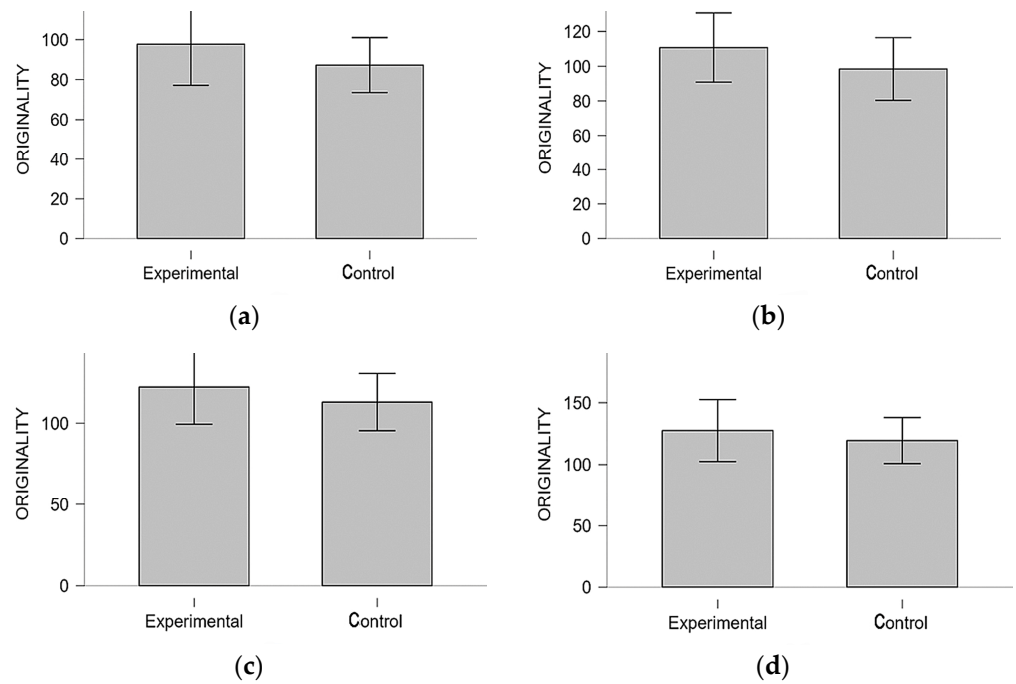 ORIGINALITY
100
80
60
40
20
0
Experimental Control
(a)
ORIGINALITY
120
100
80
60
40
20
0
Experimental Control
(b)
ORIGINALITY
100
50
0
Experimental Control
(c)
ORIGINALITY
150
100
50
0
Experimental Control
(d)